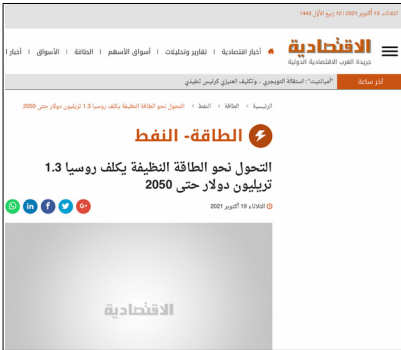 الثلاثاء, 19 أكتوبر 2021 | 12 ربيع الأول 1443
الاقتصادية
جريدة العرب الاقتصادية الدولية
أخبار اقتصادية | تقارير وتحليلات | أسواق الأسهم | الطاقة | الأسواق | أخبار ا
آخر ساعة
"أميانتيت": استقالة التويجري .. وتكليف العنيزي كرئيس تنفيذي
الرئيسية > الطاقة > النفط > التحول نحو الطاقة النظيفة يكلف روسيا 1.3 تريليون دولار حتى 2050
الطاقة- النفط
التحول نحو الطاقة النظيفة يكلف روسيا 1.3
تريليون دولار حتى 2050
الثلاثاء 19 أكتوبر 2021
الاقتصادية